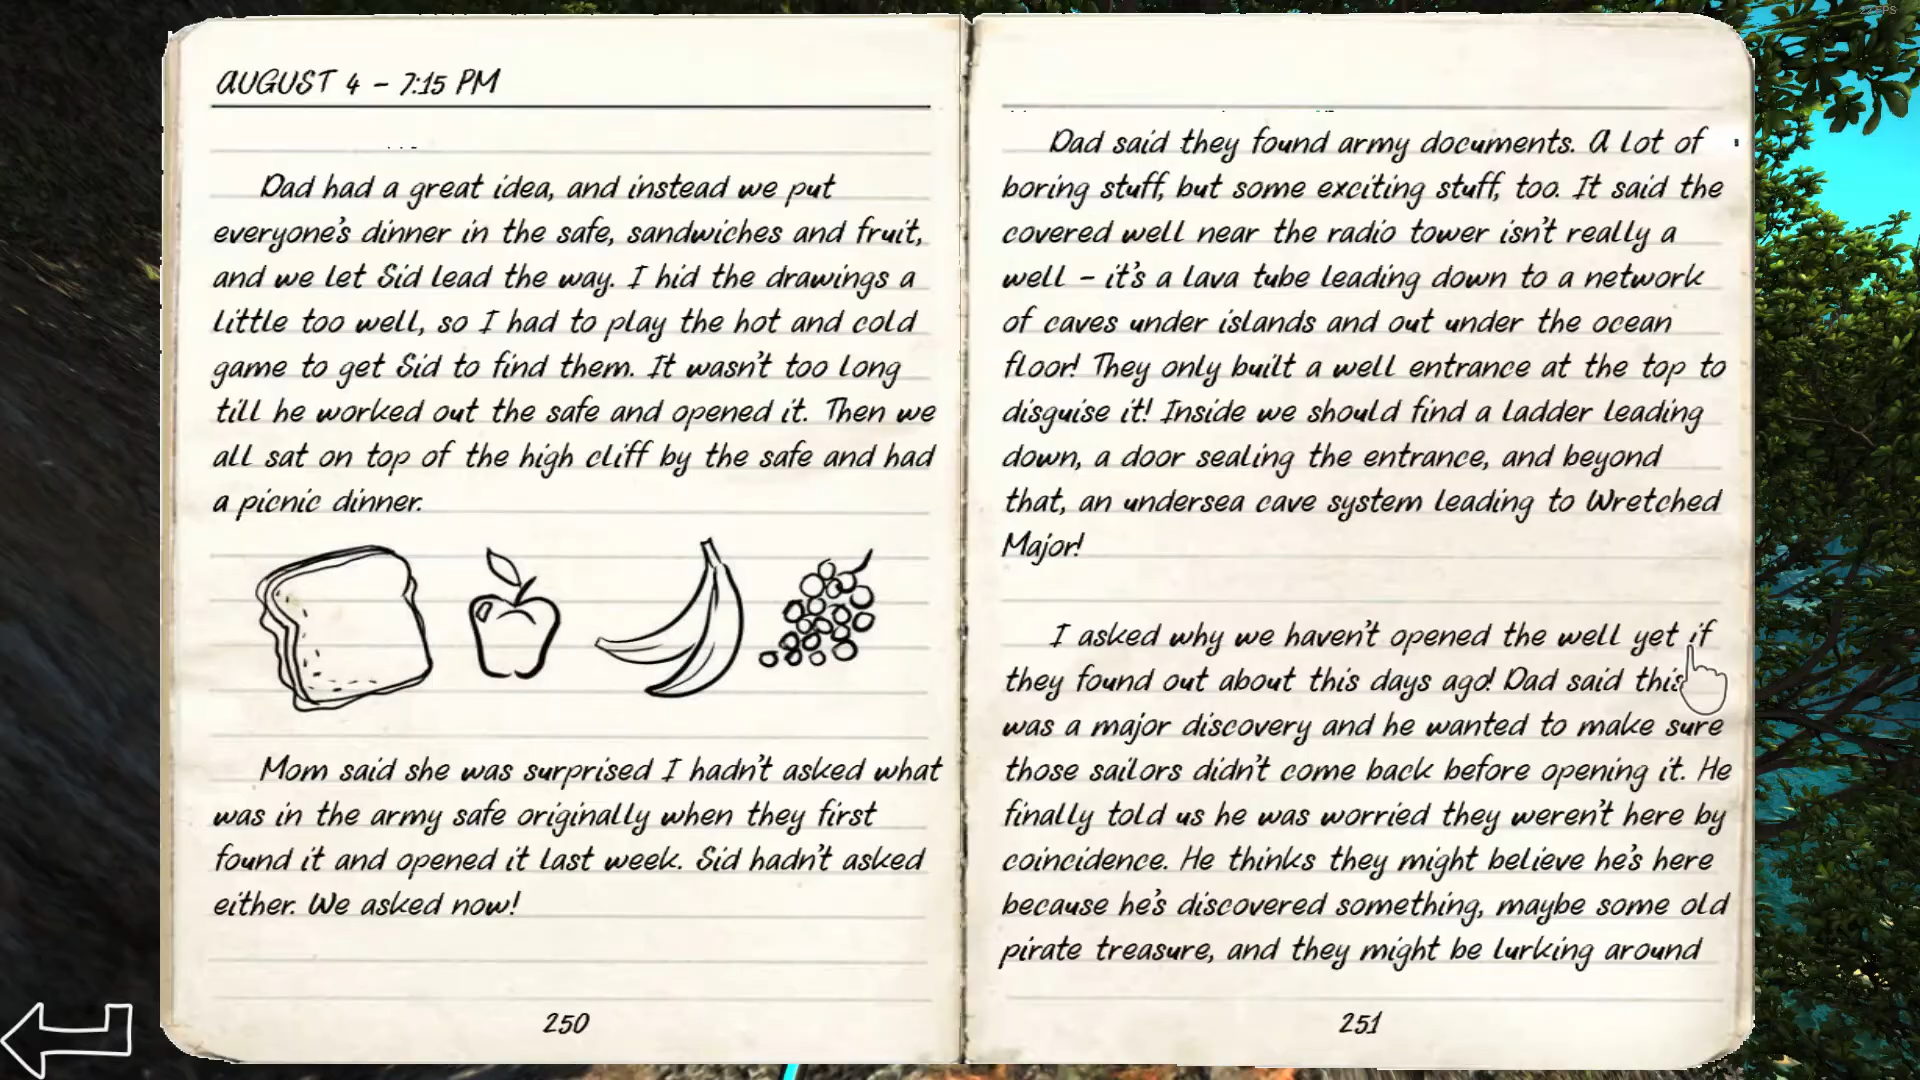 AUGUST 4 – 7:15 PM
Dad had a great idea, and instead we put
everyone's dinner in the safe, sandwiches and fruit,
and we let Sid lead the way. I hid the drawings a
little too well, so I had to play the hot and cold
game to get Sid to find them. It wasn't too long
till he worked out the safe and opened it. Then we
all sat on top of the high cliff by the safe and had
a picnic dinner.
Mom said she was surprised I hadn't asked what
was in the army safe originally when they first
found it and opened it last week. Sid hadn't asked
either. We asked now!
250
Dad said they found army documents. A lot of
boring stuff, but some exciting stuff, too. It said the
covered well near the radio tower isn't really a
well – it's a lava tube leading down to a network
of caves under islands and out under the ocean
floor! They only built a well entrance at the top to
disguise it! Inside we should find a ladder leading
down, a door sealing the entrance, and beyond
that, an undersea cave system leading to Wretched
Major!
I asked why we haven't opened the well yet if
they found out about this days ago! Dad said this
was a major discovery and he wanted to make sure
those sailors didn't come back before opening it. He
finally told us he was worried they weren't here by
coincidence. He thinks they might believe he's here
because he's discovered something, maybe some old
pirate treasure, and they might be lurking around
251